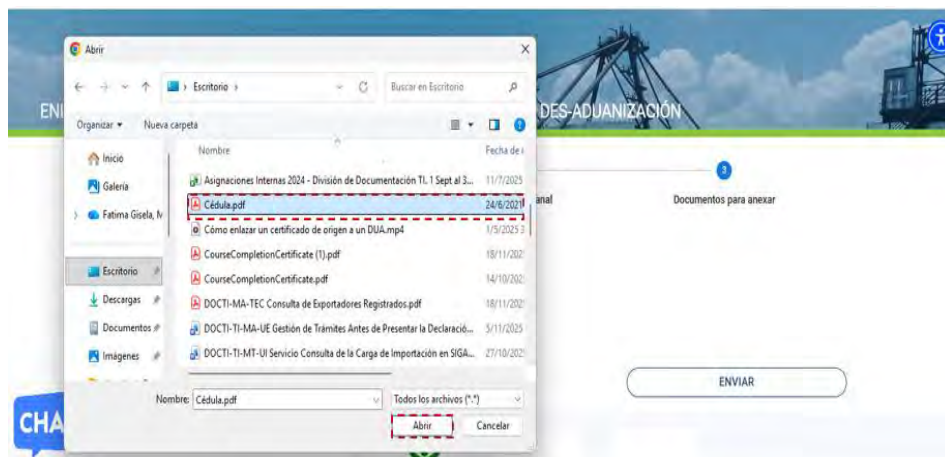 Abrir
Escritorio
Buscar en Escritorio
ENI
DES-ADUANIZACIÓN
Organizar
Nueva carpeta
Nombre
Fecha de
Inicio
Galería
Fatima Gisela, M
Escritorio
Descargas
Documentos
Imágenes
Asignaciones Internas 2024 - División de Documentación TI. 1 Sept al 3... 11/7/2025
Cédula.pdf 24/6/2021
Cómo enlazar un certificado de origen a un DUA.mp4 1/5/2025 3
CourseCompletionCertificate (1).pdf 18/11/202
CourseCompletionCertificate.pdf 14/10/202
DOCTI-MA-TEC Consulta de Exportadores Registrados.pdf 18/11/202
DOCTI-TI-MA-UE Gestión de Trámites Antes de Presentar la Declaració... 5/11/2025
DOCTI-TI-MT-UI Servicio Consulta de la Carga de Importación en SIGA... 27/10/202
3
anal
Documentos para anexar
Nombre: Cédula.pdf
Todos los archivos (*.*)
Abrir
Cancelar
ENVIAR
CHA